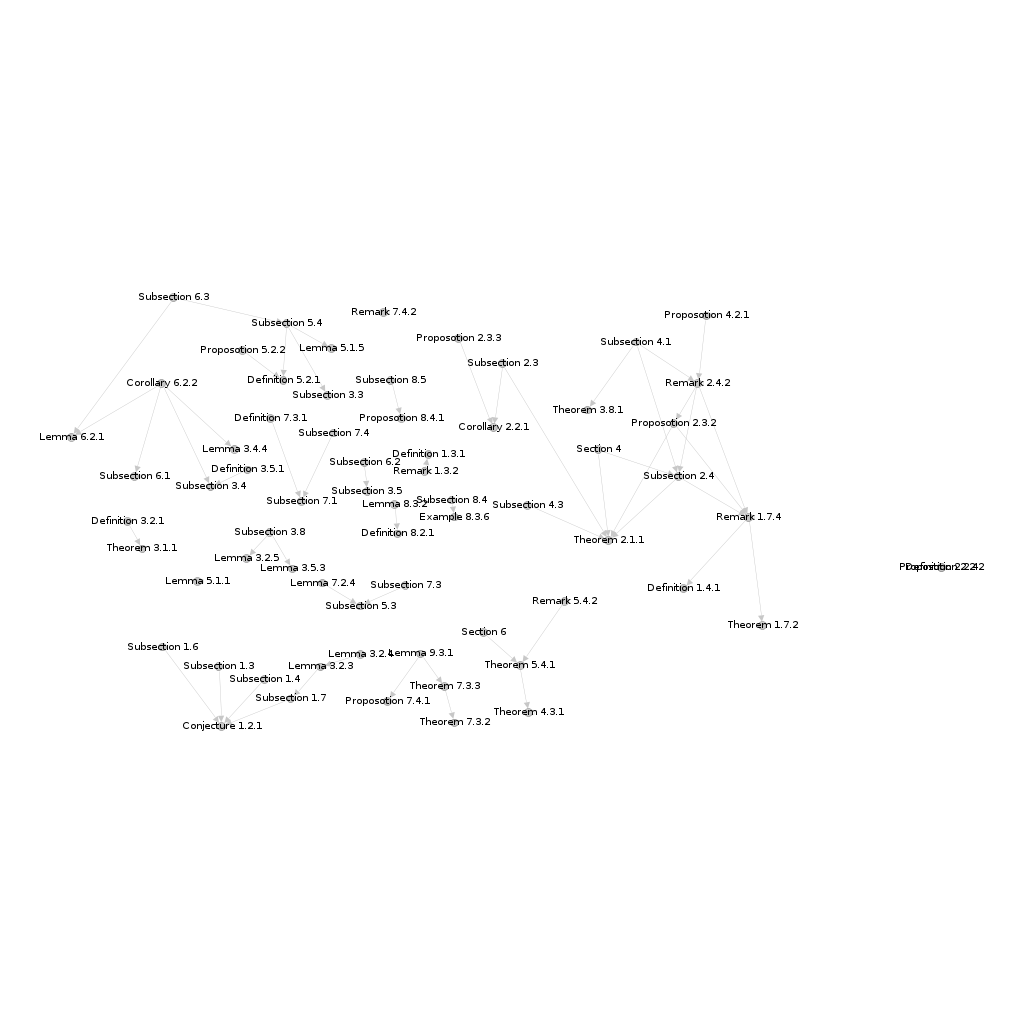 Subsection 6.3
Remark 7.4.2
Proposotion 4.2.1
Subsection 5.4
Proposotion 2.3.3
Subsection 4.1
Proposotion 5.2.2
Lemma 5.1.5
Subsection 2.3
Definition 5.2.1
Subsection 8.5
Corollary 6.2.2
Remark 2.4.2
Subsection 3.3
Theorem 3.8.1
Definition 7.3.1
Proposotion 8.4.1
Proposotion 2.3.2
Corollary 2.2.1
Subsection 7.4
Lemma 6.2.1
Lemma 3.4.4
Section 4
Definition 1.3.1
Subsection 6.2
Definition 3.5.1
Remark 1.3.2
Subsection 6.1
Subsection 2.4
Subsection 3.4
Subsection 3.5
Subsection 7.1
Lemma 8.3.2
Subsection 8.4
Subsection 4.3
Example 8.3.6
Remark 1.7.4
Definition 3.2.1
Subsection 3.8
Definition 8.2.1
Theorem 2.1.1
Theorem 3.1.1
Lemma 3.2.5
Lemma 3.5.3
Lemma 5.1.1
Lemma 7.2.4
Subsection 7.3
Definition 1.4.1
Subsection 5.3
Remark 5.4.2
Theorem 1.7.2
Section 6
Subsection 1.6
Lemma 3.2.4
Lemma 9.3.1
Subsection 1.3
Lemma 3.2.3
Theorem 5.4.1
Subsection 1.4
Theorem 7.3.3
Subsection 1.7
Proposotion 7.4.1
Theorem 4.3.1
Conjecture 1.2.1
Theorem 7.3.2